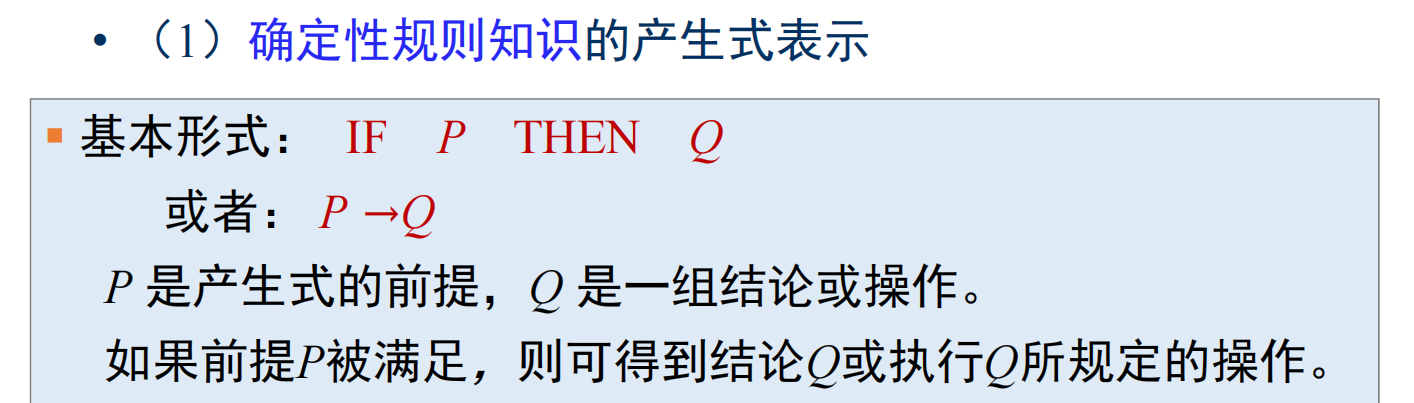 • （1）确定性规则知识的产生式表示
▪ 基本形式： IF P THEN Q
或者： P →Q
P 是产生式的前提，Q 是一组结论或操作。
如果前提P被满足，则可得到结论Q或执行Q所规定的操作。